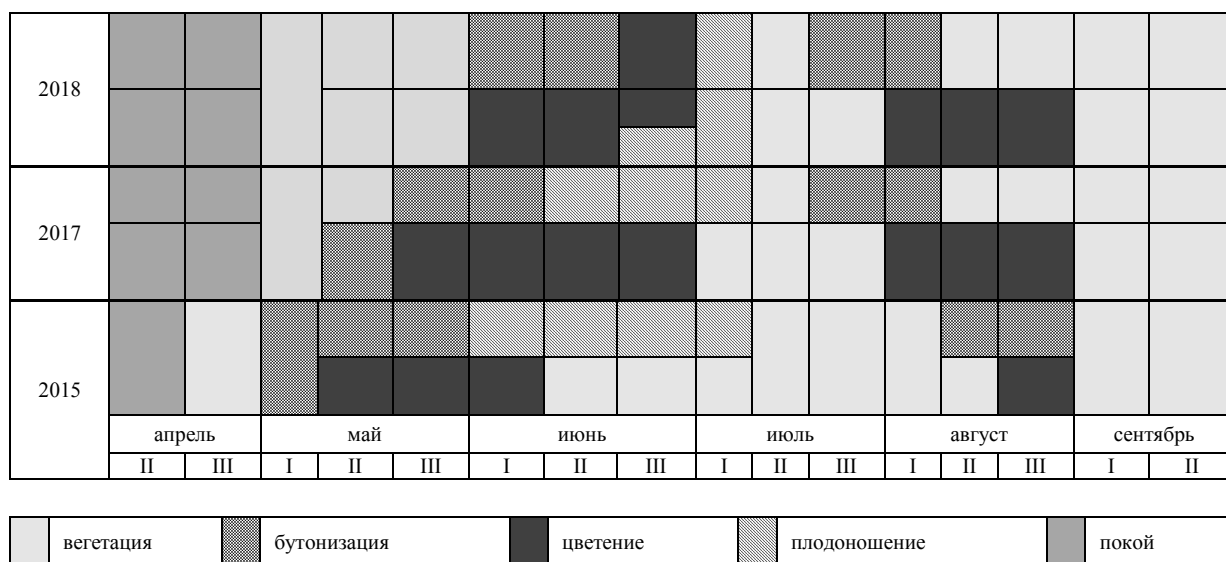 2018
2017
2015
апрель май июнь июль август сентябрь
II III I II III I II III I II III I II III I II
вегетация бутонизация цветение плодоношение покой